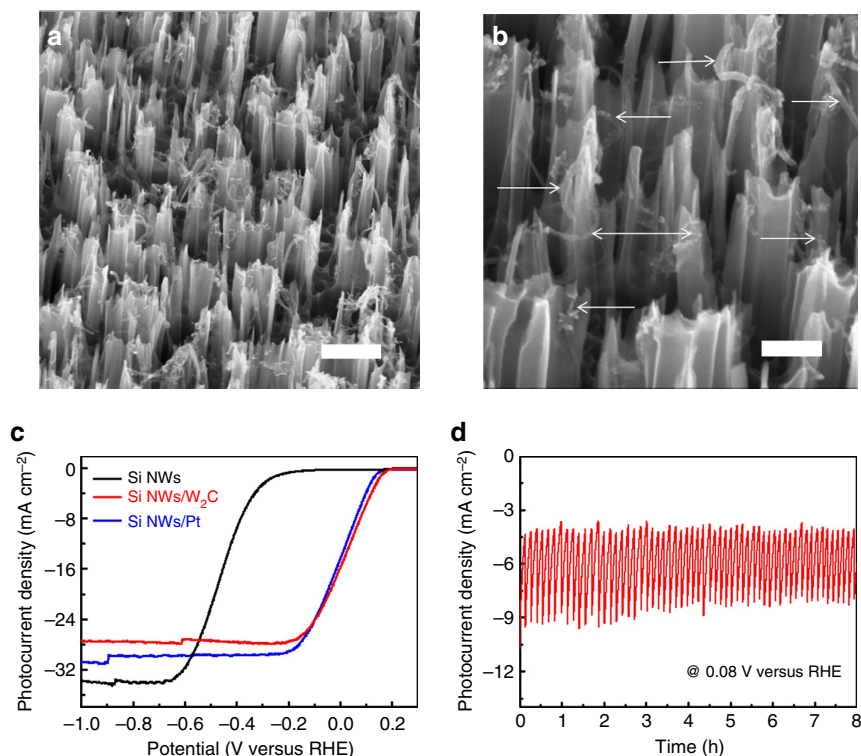 a
b
c
0
−8
−16
−24
−32
Photocurrent density (mA cm⁻²)
Si NWs
Si NWs/W₂C
Si NWs/Pt
−1.0 −0.8 −0.6 −0.4 −0.2 0.0 0.2
Potential (V versus RHE)
d
0
−3
−6
−9
−12
Photocurrent density (mA cm⁻²)
@ 0.08 V versus RHE
0 1 2 3 4 5 6 7 8
Time (h)